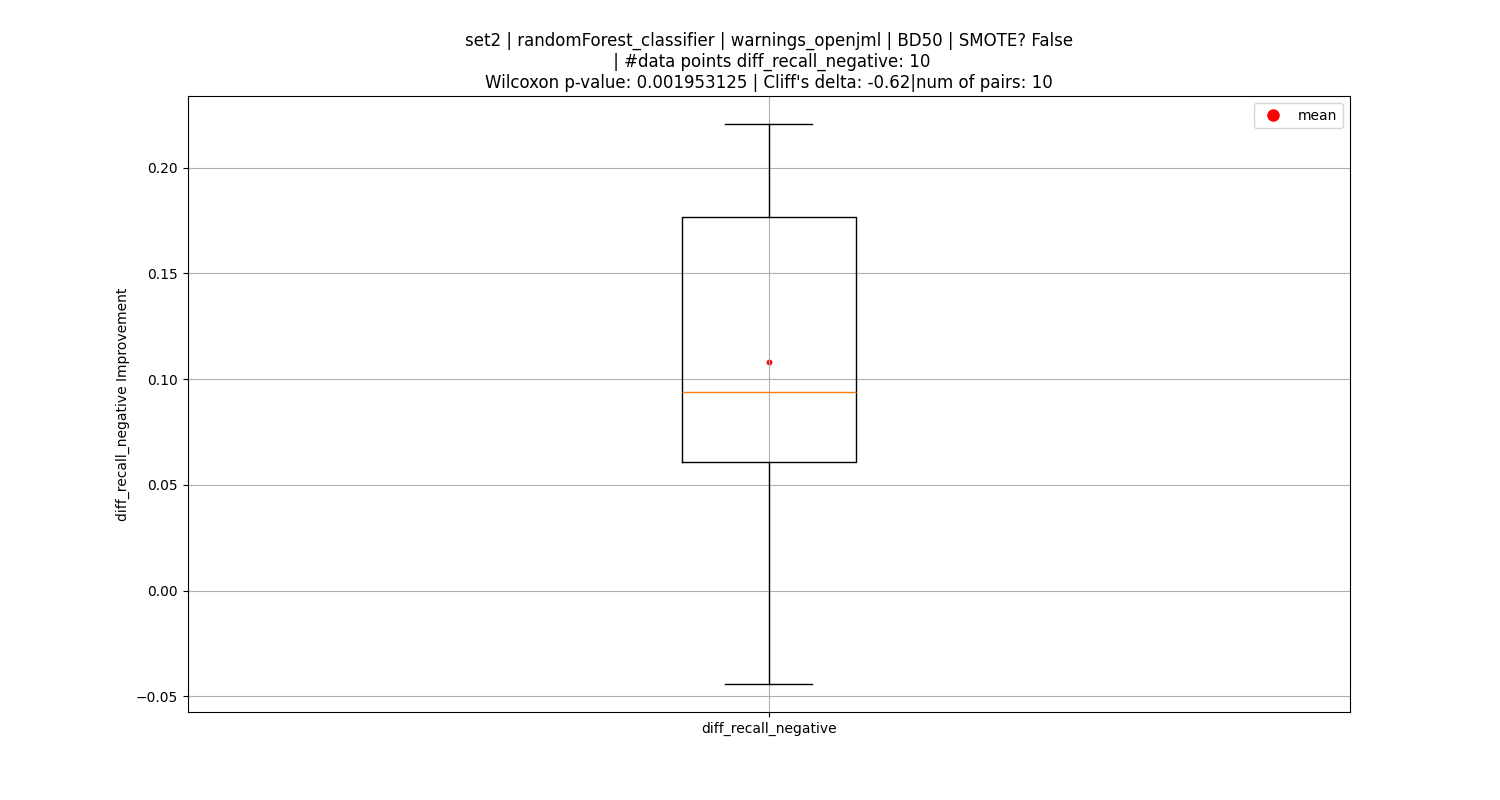 set2 | randomForest_classifier | warnings_openjml | BD50 | SMOTE? False
| #data points diff_recall_negative: 10
Wilcoxon p-value: 0.001953125 | Cliff's delta: -0.62|num of pairs: 10
mean
0.20
0.15
0.10
0.05
0.00
−0.05
diff_recall_negative Improvement
diff_recall_negative